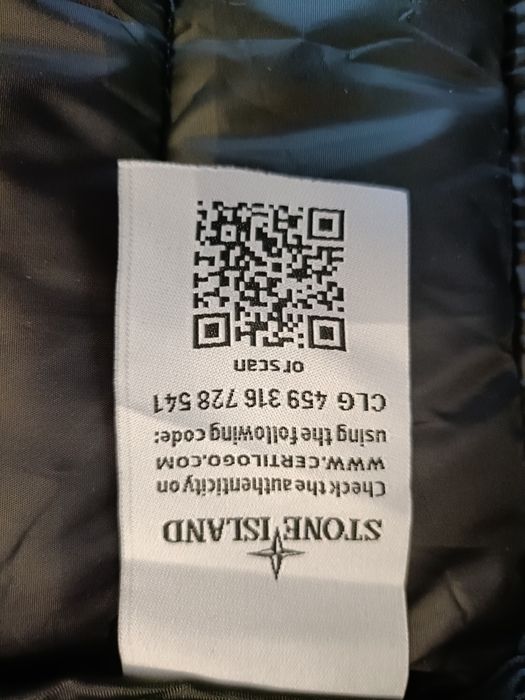 STONE ISLAND
Check the authenticity on
WWW.CERTILOGO.COM
using the following code:
CLG 459 316 728 541
or scan